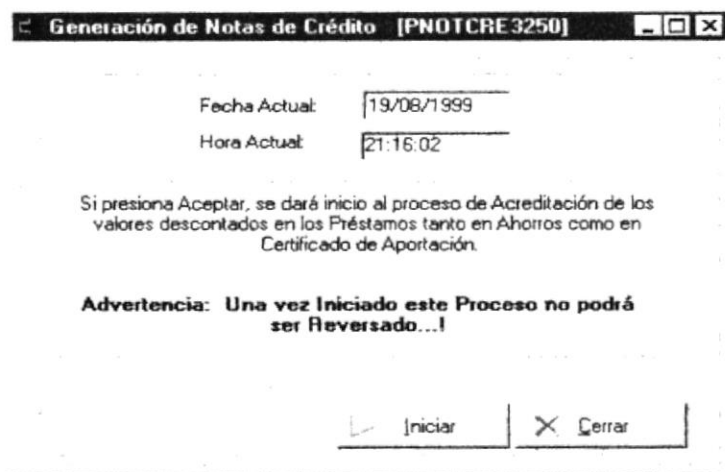 Generación de Notas de Crédito [PNOTCRE3250]
Fecha Actual: 19/08/1999
Hora Actual: 21:16:02
Si presiona Aceptar, se dará inicio al proceso de Acreditación de los
valores descontados en los Préstamos tanto en Ahorros como en
Certificado de Aportación.
Advertencia: Una vez Iniciado este Proceso no podrá
ser Reversado...!
Iniciar Cerrar